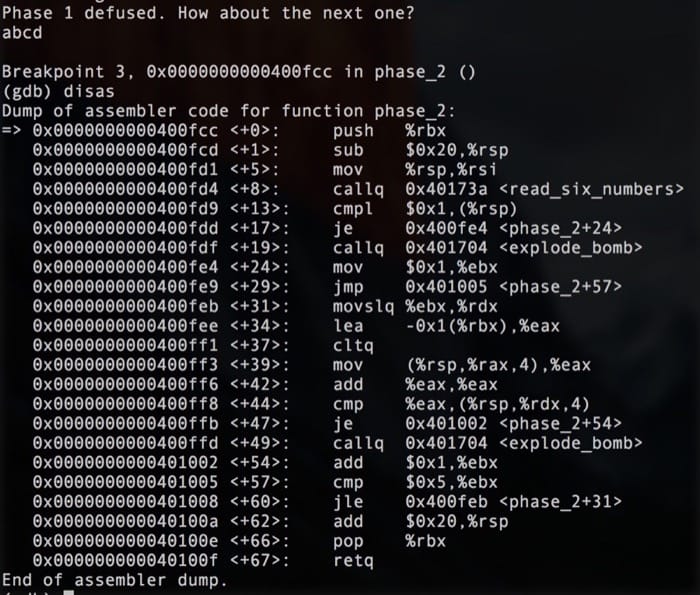 Phase 1 defused. How about the next one?
abcd
Breakpoint 3, 0x0000000000400fcc in phase_2 ()
(gdb) disas
Dump of assembler code for function phase_2:
=> 0x0000000000400fcc <+0>: push %rbx
0x0000000000400fcd <+1>: sub $0x20,%rsp
0x0000000000400fd1 <+5>: mov %rsp,%rsi
0x0000000000400fd4 <+8>: callq 0x40173a <read_six_numbers>
0x0000000000400fd9 <+13>: cmpl $0x1,(%rsp)
0x0000000000400fdd <+17>: je 0x400fe4 <phase_2+24>
0x0000000000400fdf <+19>: callq 0x401704 <explode_bomb>
0x0000000000400fe4 <+24>: mov $0x1,%ebx
0x0000000000400fe9 <+29>: jmp 0x401005 <phase_2+57>
0x0000000000400feb <+31>: movslq %ebx,%rdx
0x0000000000400fee <+34>: lea -0x1(%rbx),%eax
0x0000000000400ff1 <+37>: cltq
0x0000000000400ff3 <+39>: mov (%rsp,%rax,4),%eax
0x0000000000400ff6 <+42>: add %eax,%eax
0x0000000000400ff8 <+44>: cmp %eax,(%rsp,%rdx,4)
0x0000000000400ffb <+47>: je 0x401002 <phase_2+54>
0x0000000000400ffd <+49>: callq 0x401704 <explode_bomb>
0x0000000000401002 <+54>: add $0x1,%ebx
0x0000000000401005 <+57>: cmp $0x5,%ebx
0x0000000000401008 <+60>: jle 0x400feb <phase_2+31>
0x000000000040100a <+62>: add $0x20,%rsp
0x000000000040100e <+66>: pop %rbx
0x000000000040100f <+67>: retq
End of assembler dump.